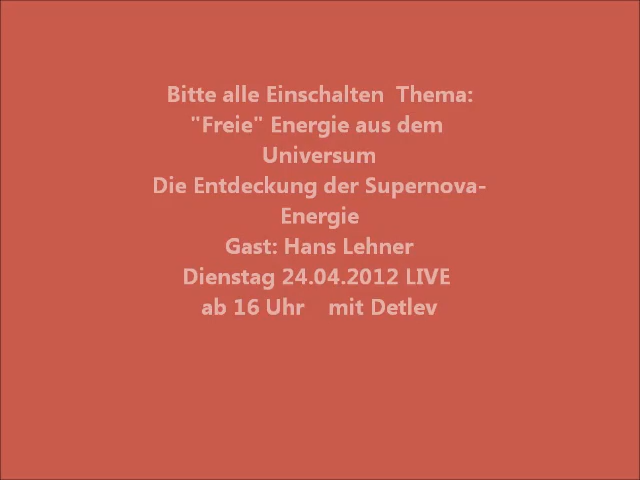 Bitte alle Einschalten  Thema:
"Freie" Energie aus dem
Universum
Die Entdeckung der Supernova-
Energie
Gast: Hans Lehner
Dienstag 24.04.2012 LIVE
ab 16 Uhr    mit Detlev